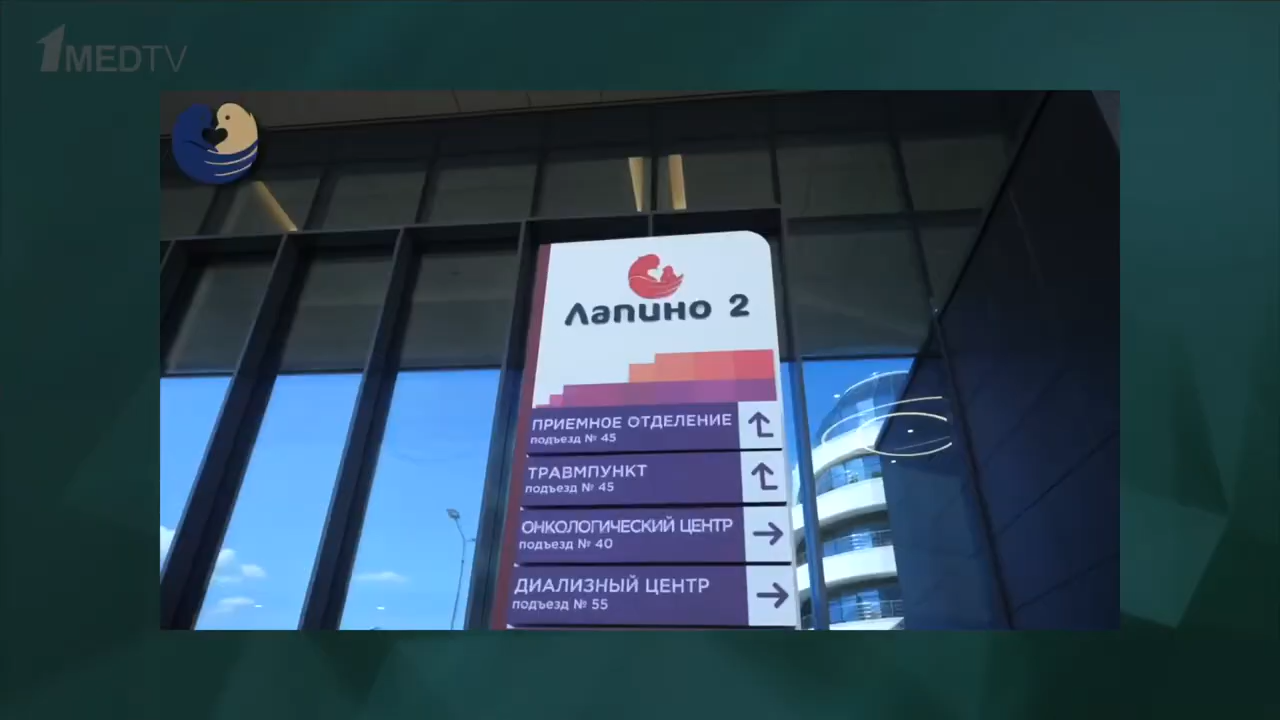 1MEDTV
Лапино 2
ПРИЕМНОЕ ОТДЕЛЕНИЕ
подъезд № 45
ТРАВМПУНКТ
подъезд № 45
ОНКОЛОГИЧЕСКИЙ ЦЕНТР
подъезд № 40
ДИАЛИЗНЫЙ ЦЕНТР
подъезд № 55